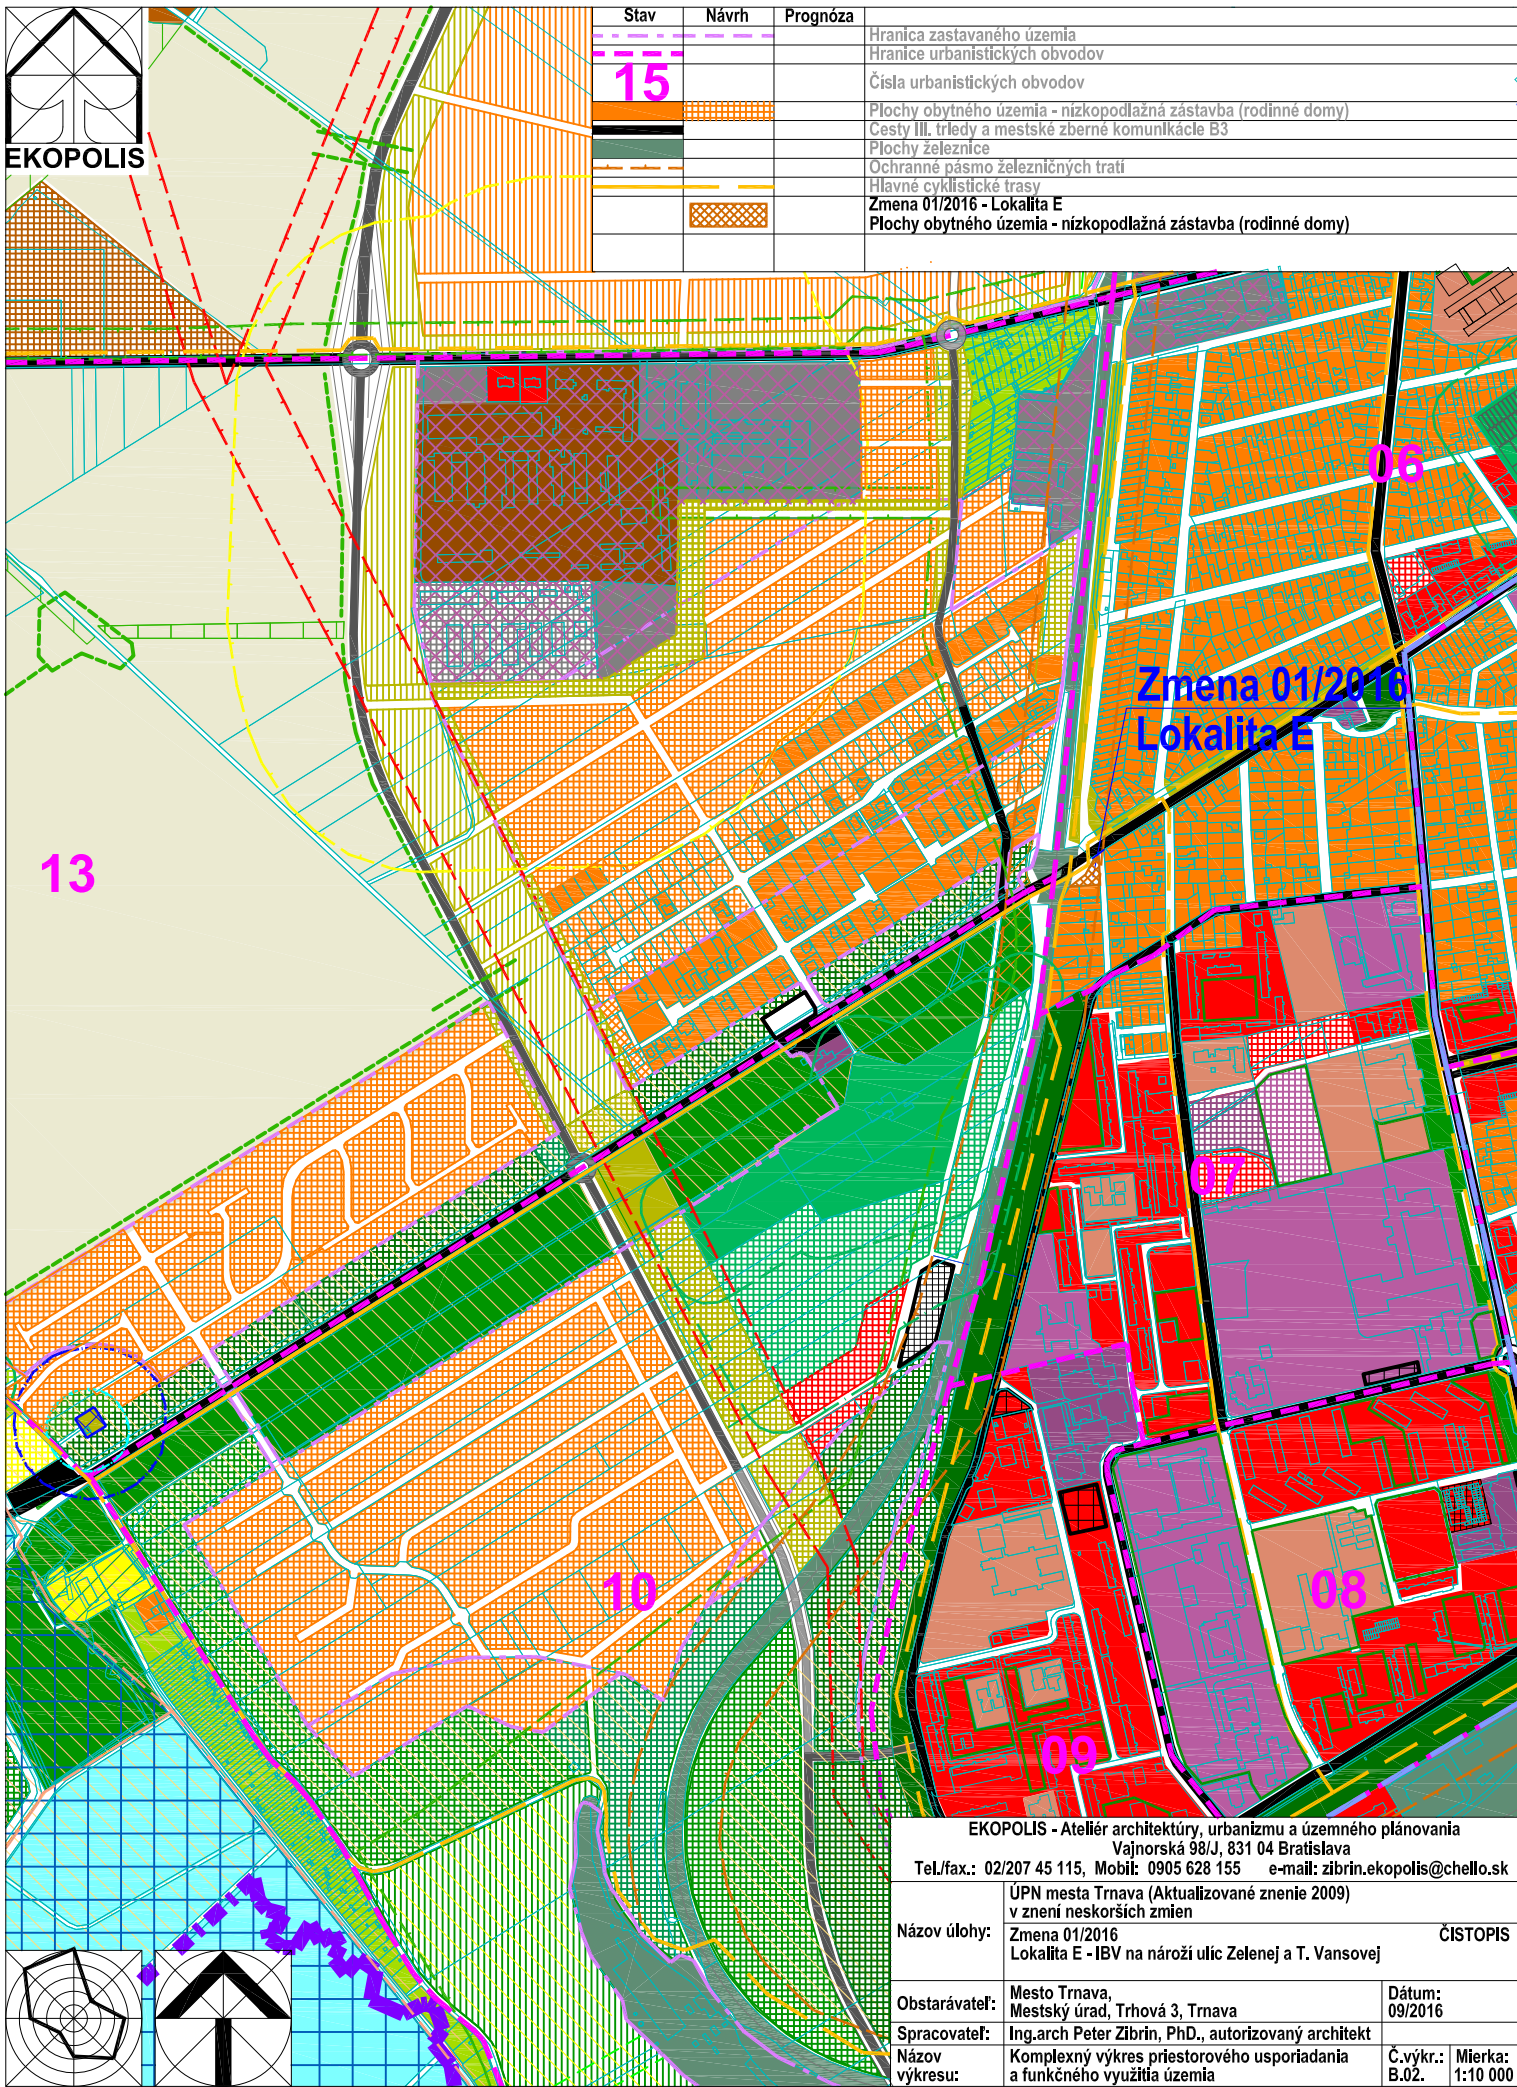 EKOPOLIS
Stav Návrh Prognóza
Hranica zastavaného územia
Hranice urbanistických obvodov
15 Čísla urbanistických obvodov
Plochy obytného územia - nízkopodlažná zástavba (rodinné domy)
Cesty III. triedy a mestské zberné komunikácie B3
Plochy železnice
Ochranné pásmo železničných tratí
Hlavné cyklistické trasy
Zmena 01/2016 - Lokalita E
Plochy obytného územia - nízkopodlažná zástavba (rodinné domy)
06
Zmena 01/2016
Lokalita E
13
07
10
08
09
EKOPOLIS - Ateliér architektúry, urbanizmu a územného plánovania
Vajnorská 98/J, 831 04 Bratislava
Tel./fax.: 02/207 45 115, Mobil: 0905 628 155 e-mail: zibrin.ekopolis@chello.sk
Názov úlohy:
ÚPN mesta Trnava (Aktualizované znenie 2009)
v znení neskorších zmien
Zmena 01/2016 ČISTOPIS
Lokalita E - IBV na nároží ulíc Zelenej a T. Vansovej
Obstarávateľ:
Mesto Trnava,
Mestský úrad, Trhová 3, Trnava
Dátum:
09/2016
Spracovateľ: Ing.arch Peter Zibrin, PhD., autorizovaný architekt
Názov
výkresu:
Komplexný výkres priestorového usporiadania
a funkčného využitia územia
Č.výkr.:
B.02.
Mierka:
1:10 000